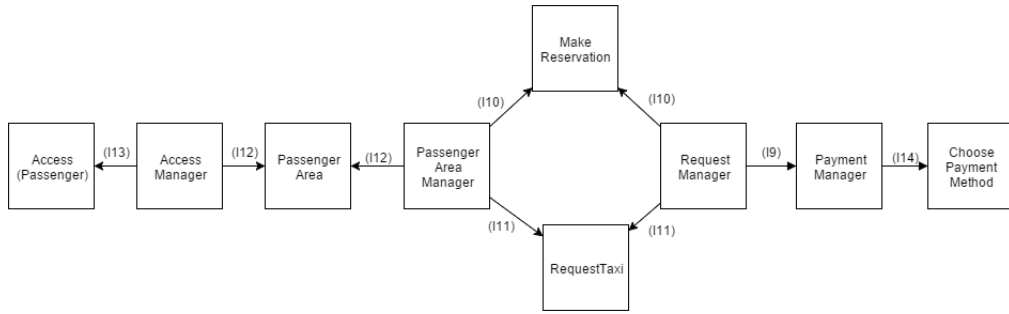 Make
Reservation
(I10)
(I10)
(I13)
(I12)
(I12)
(I9)
(I14)
Access
(Passenger)
Access
Manager
Passenger
Area
Passenger
Area
Manager
Request
Manager
Payment
Manager
Choose
Payment
Method
(I11)
(I11)
RequestTaxi